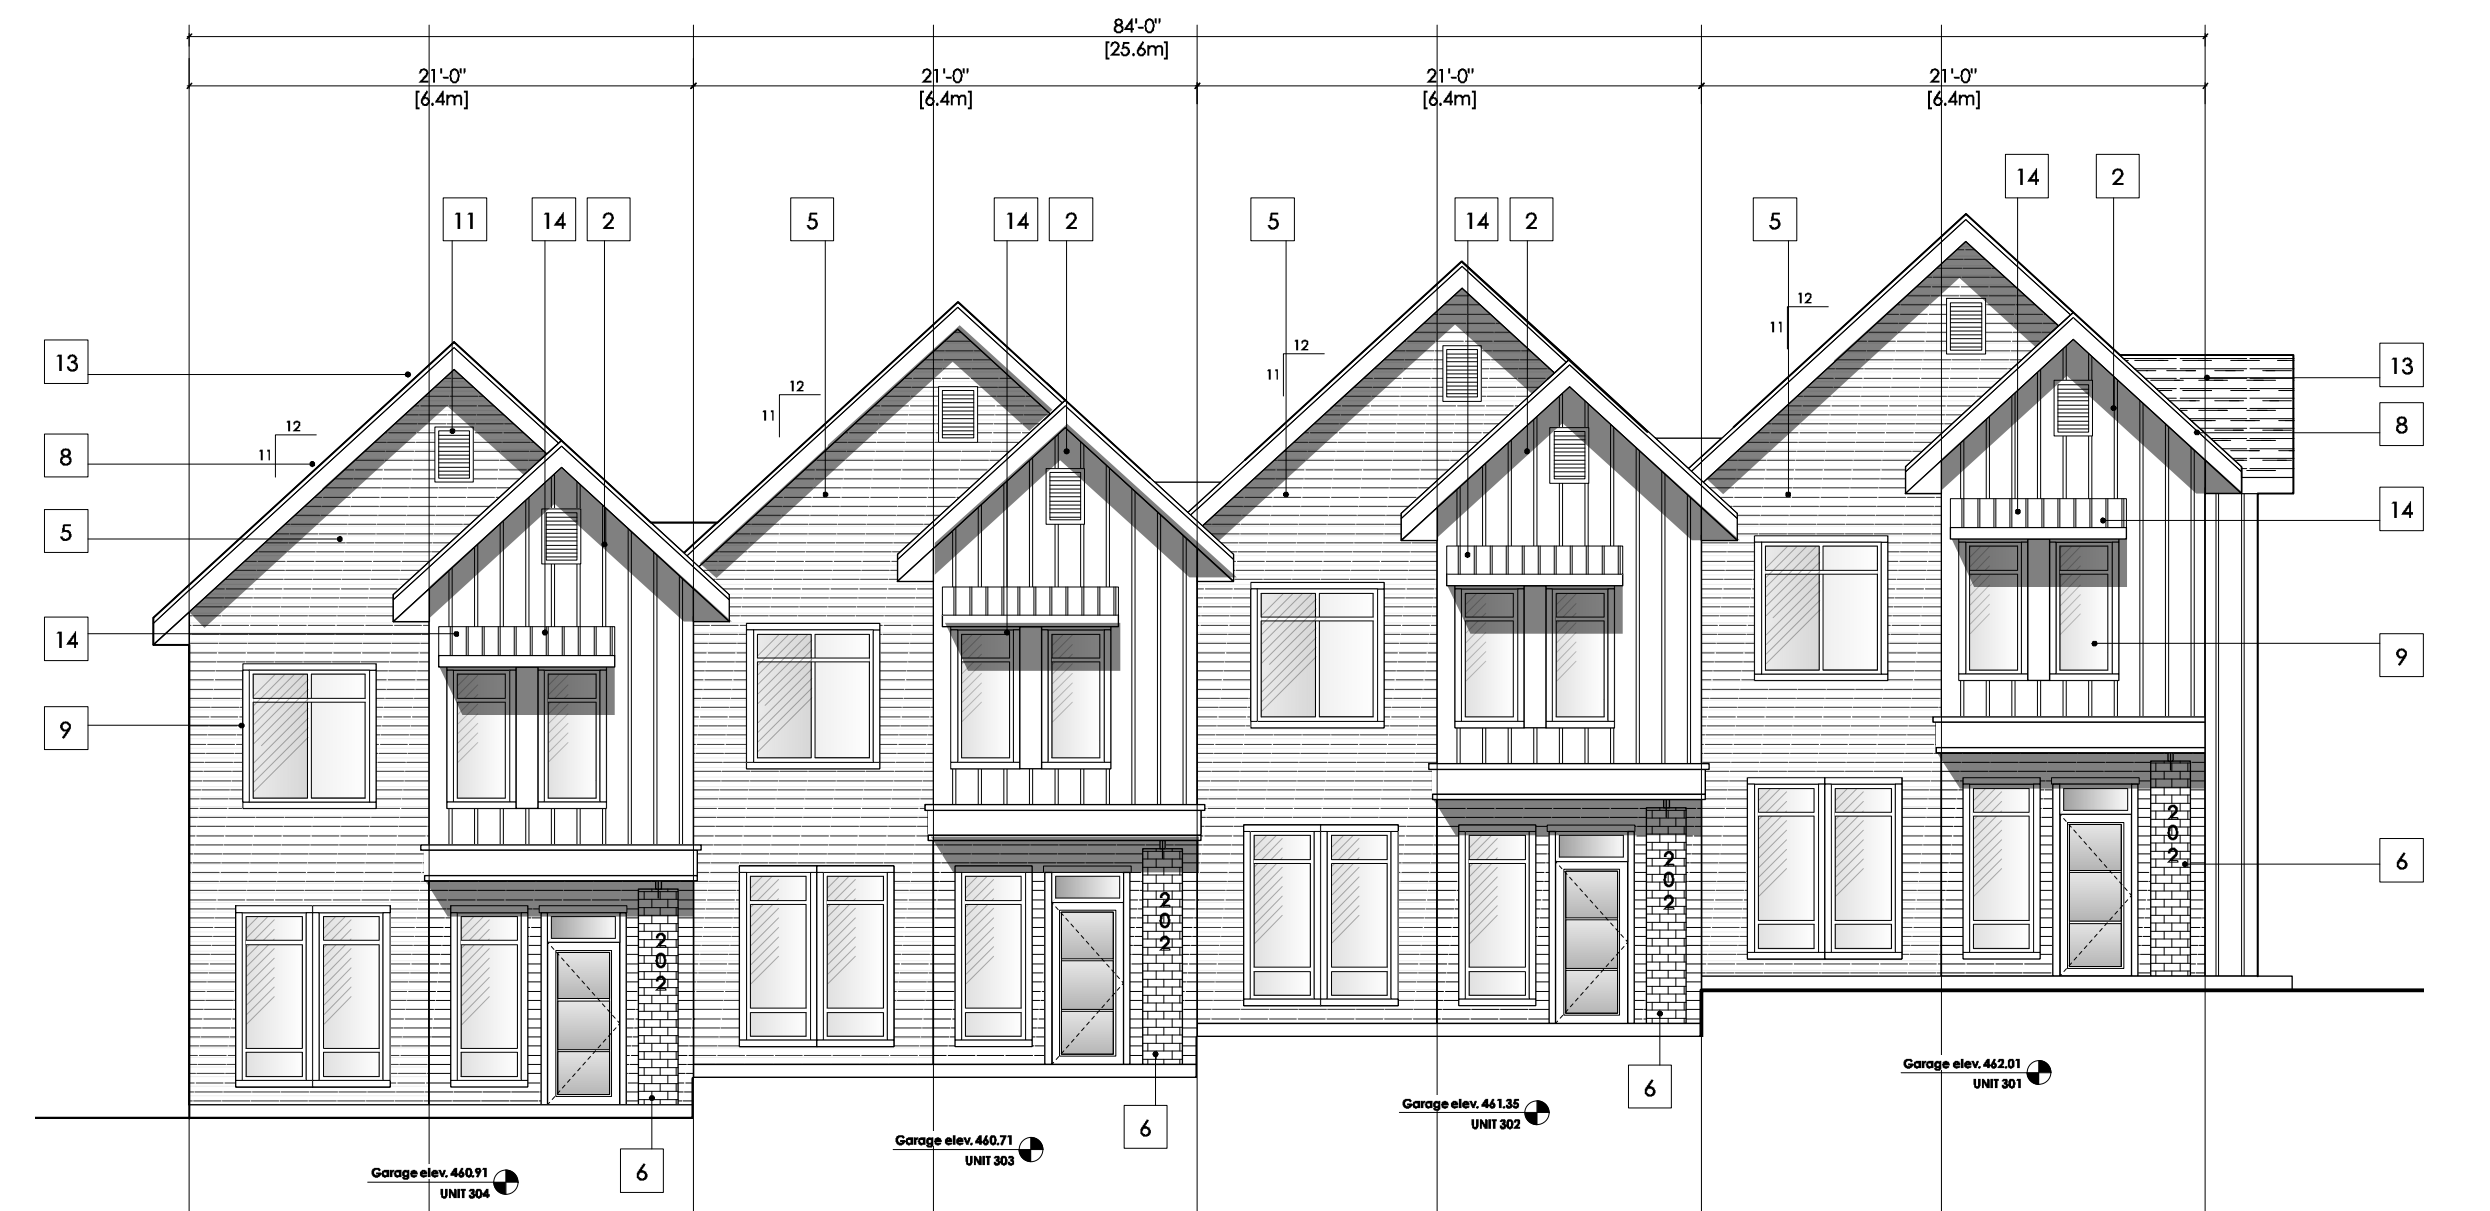 84'-0"
[25.6m]
21'-0" 21'-0" 21'-0" 21'-0"
[6.4m] [6.4m] [6.4m] [6.4m]
14 2
11 14 2 5 14 2 5 14 2 5
12
11
12
11
12
11
12
11
13 13
8 8
5 14
14 9
9 6
2
0
2
2
0
2
2
0
2
2
0
2
6
6
6
Garage elev. 462.01
UNIT 301
Garage elev. 461.35
UNIT 302
Garage elev. 460.71
UNIT 303
Garage elev. 460.91
UNIT 304